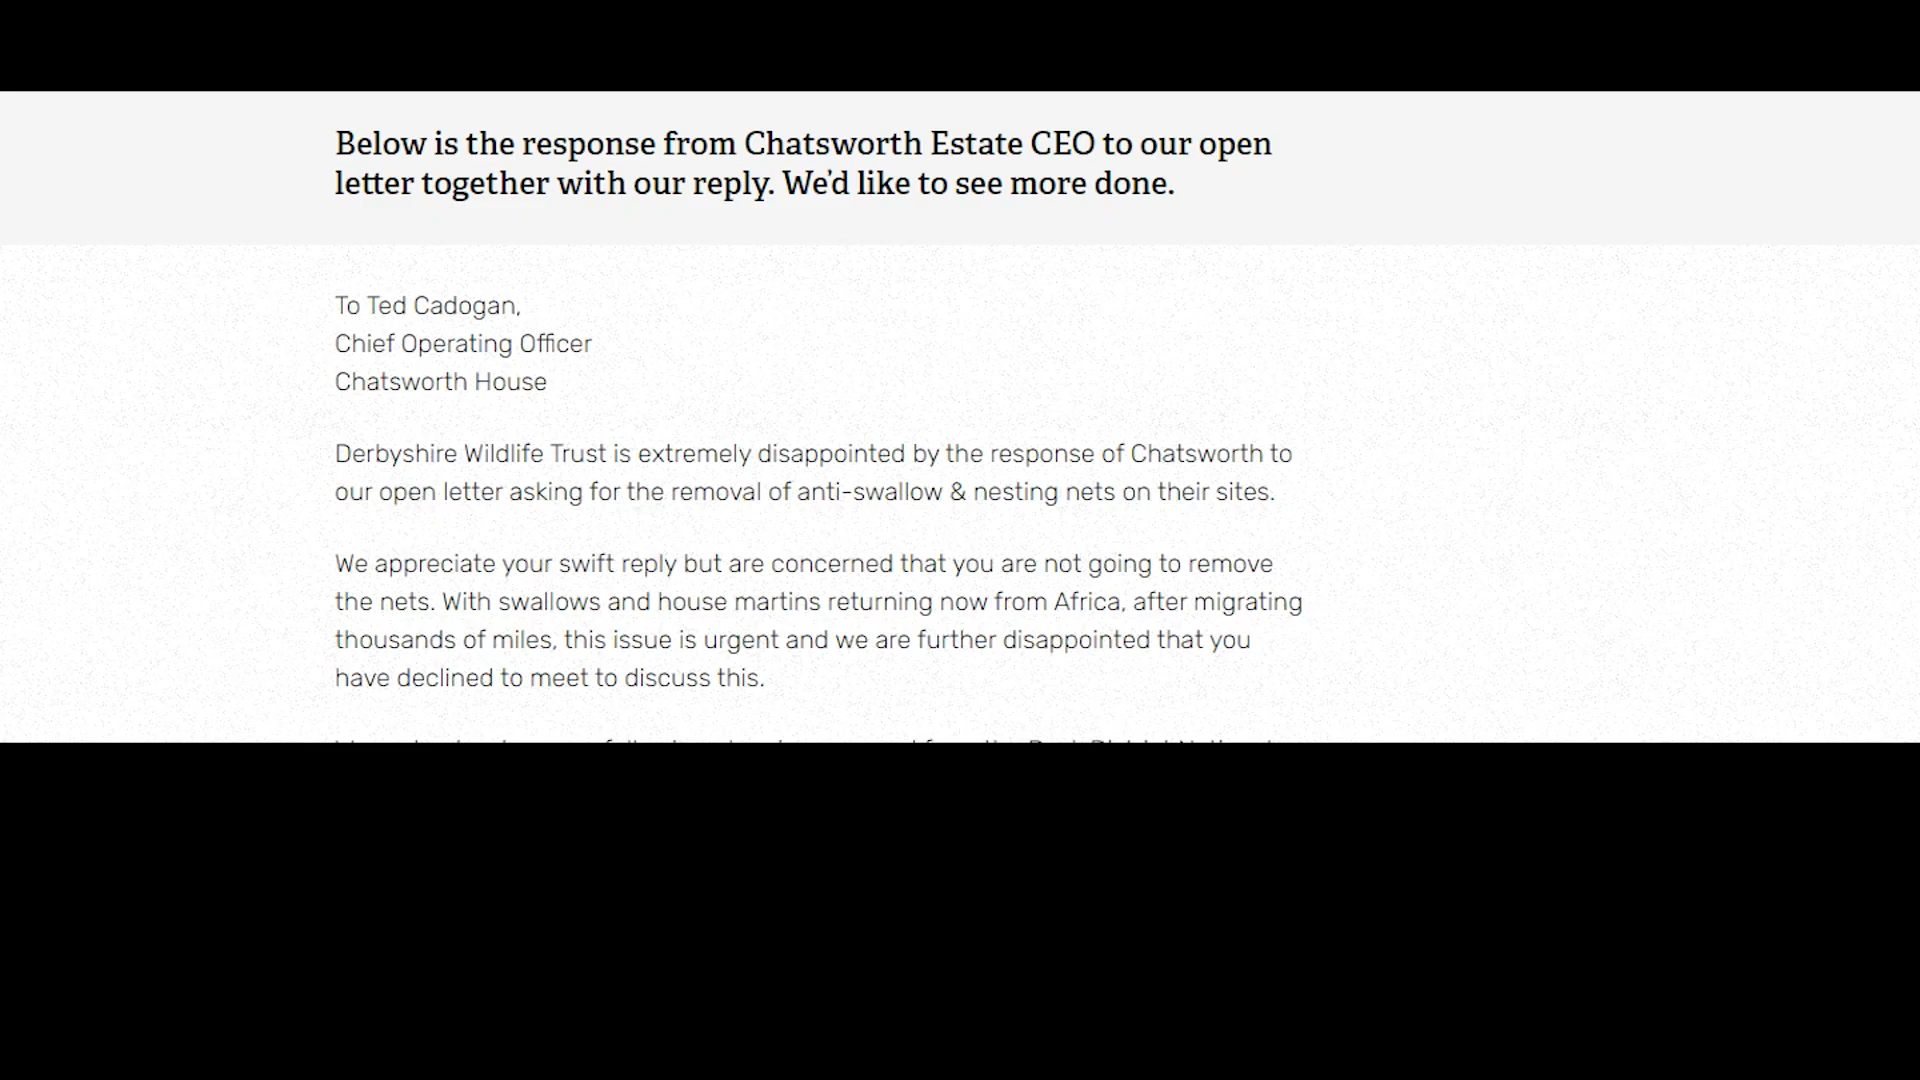 Below is the response from Chatsworth Estate CEO to our open
letter together with our reply. We'd like to see more done.
To Ted Cadogan,
Chief Operating Officer
Chatsworth House
Derbyshire Wildlife Trust is extremely disappointed by the response of Chatsworth to
our open letter asking for the removal of anti-swallow & nesting nets on their sites.
We appreciate your swift reply but are concerned that you are not going to remove
the nets. With swallows and house martins returning now from Africa, after migrating
thousands of miles, this issue is urgent and we are further disappointed that you
have declined to meet to discuss this.